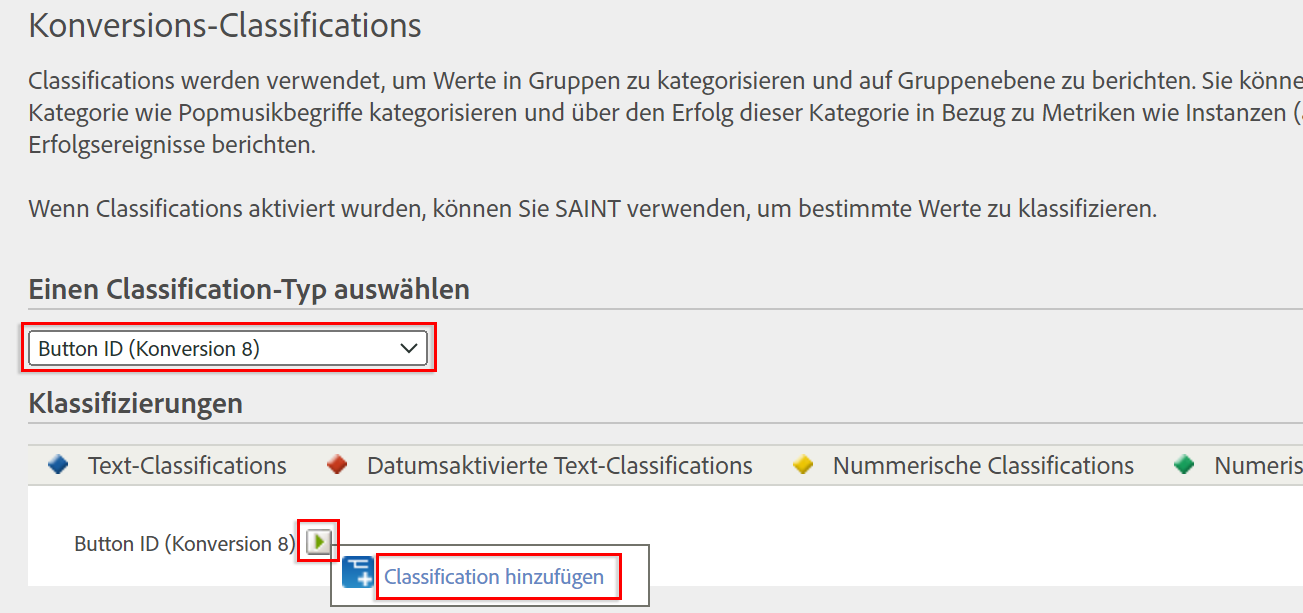 Konversions-Classifications
Classifications werden verwendet, um Werte in Gruppen zu kategorisieren und auf Gruppenebene zu berichten. Sie könne
Kategorie wie Popmusikbegriffe kategorisieren und über den Erfolg dieser Kategorie in Bezug zu Metriken wie Instanzen (
Erfolgsereignisse berichten.
Wenn Classifications aktiviert wurden, können Sie SAINT verwenden, um bestimmte Werte zu klassifizieren.
Einen Classification-Typ auswählen
Button ID (Konversion 8)
Klassifizierungen
Text-Classifications Datumsaktivierte Text-Classifications Nummerische Classifications Numeris
Button ID (Konversion 8)
Classification hinzufügen